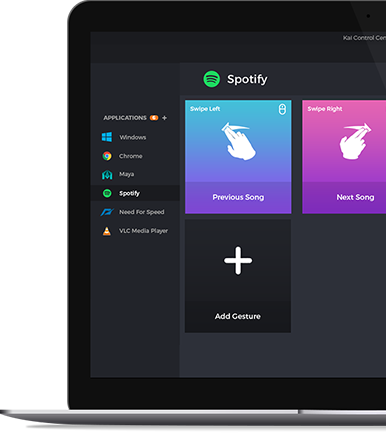 Kai Control Cen
Spotify
APPLICATIONS 6 +
Windows
Chrome
Maya
Spotify
Need For Speed
VLC Media Player
Swipe Left
Previous Song
Swipe Right
Next Song
Add Gesture